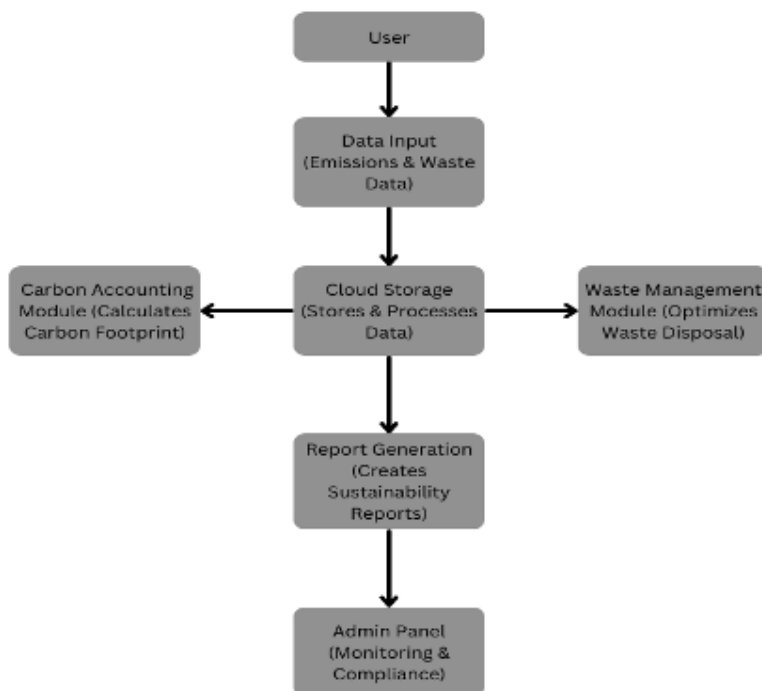 User
Data Input
(Emissions & Waste
Data)
Carbon Accounting
Module (Calculates
Carbon Footprint)
Cloud Storage
(Stores & Processes
Data)
Waste Management
Module (Optimizes
Waste Disposal)
Report Generation
(Creates
Sustainability
Reports)
Admin Panel
(Monitoring &
Compliance)